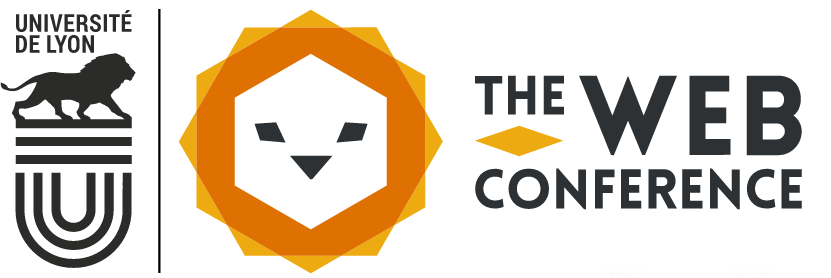 UNIVERSITÉ
DE LYON
THE WEB
CONFERENCE